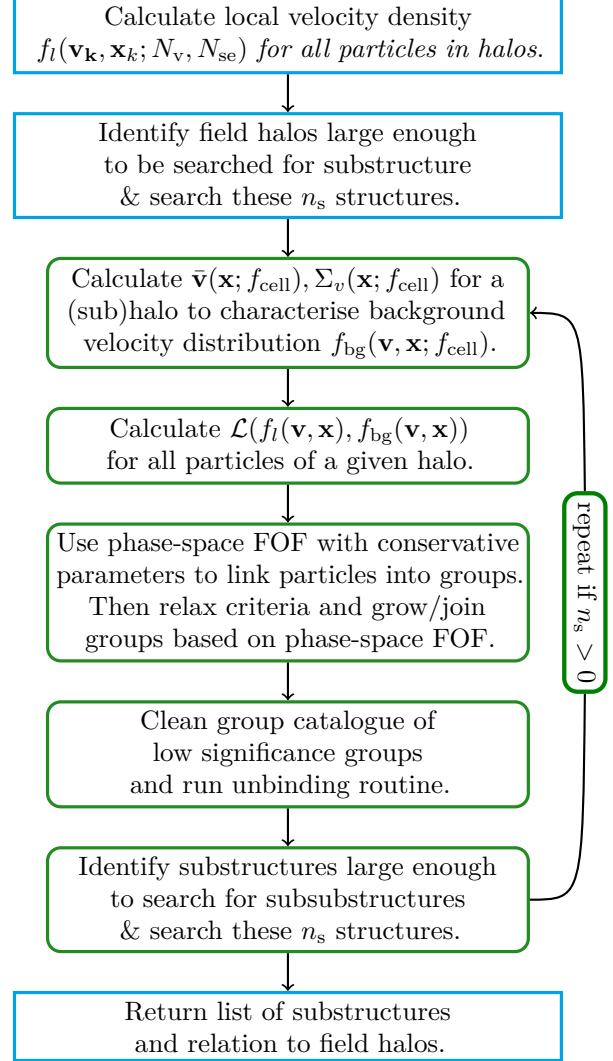 Calculate local velocity density
f_l(v_k, x_k; N_v, N_se) for all particles in halos.
Identify field halos large enough
to be searched for substructure
& search these n_s structures.
Calculate v̄(x; f_cell), Σ_v(x; f_cell) for a
(sub)halo to characterise background
velocity distribution f_bg(v, x; f_cell).
Calculate ℒ(f_l(v, x), f_bg(v, x))
for all particles of a given halo.
Use phase-space FOF with conservative
parameters to link particles into groups.
Then relax criteria and grow/join
groups based on phase-space FOF.
Clean group catalogue of
low significance groups
and run unbinding routine.
Identify substructures large enough
to search for subsubstructures
& search these n_s structures.
repeat if n_s > 0
Return list of substructures
and relation to field halos.